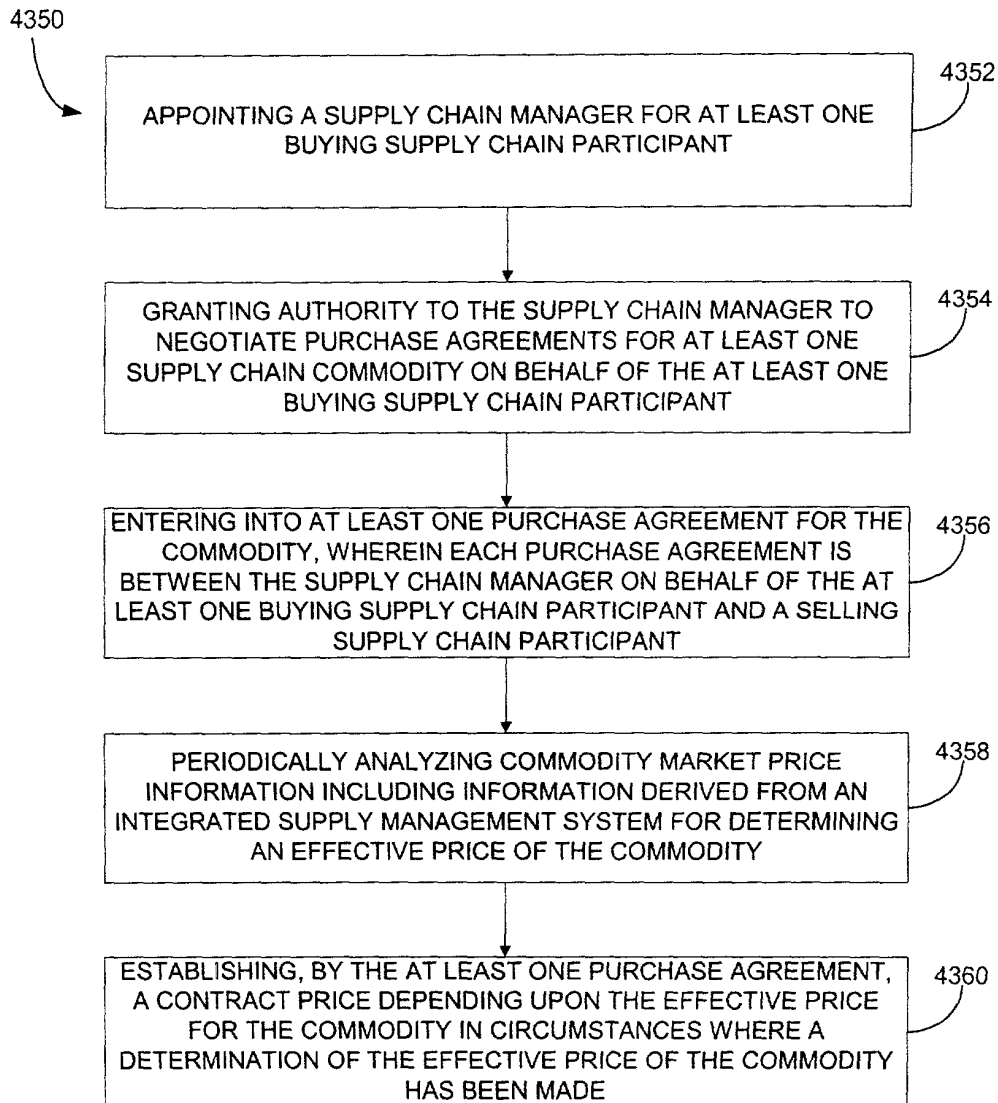 4350
APPOINTING A SUPPLY CHAIN MANAGER FOR AT LEAST ONE
BUYING SUPPLY CHAIN PARTICIPANT
4352
GRANTING AUTHORITY TO THE SUPPLY CHAIN MANAGER TO
NEGOTIATE PURCHASE AGREEMENTS FOR AT LEAST ONE
SUPPLY CHAIN COMMODITY ON BEHALF OF THE AT LEAST ONE
BUYING SUPPLY CHAIN PARTICIPANT
4354
ENTERING INTO AT LEAST ONE PURCHASE AGREEMENT FOR THE
COMMODITY, WHEREIN EACH PURCHASE AGREEMENT IS
BETWEEN THE SUPPLY CHAIN MANAGER ON BEHALF OF THE AT
LEAST ONE BUYING SUPPLY CHAIN PARTICIPANT AND A SELLING
SUPPLY CHAIN PARTICIPANT
4356
PERIODICALLY ANALYZING COMMODITY MARKET PRICE
INFORMATION INCLUDING INFORMATION DERIVED FROM AN
INTEGRATED SUPPLY MANAGEMENT SYSTEM FOR DETERMINING
AN EFFECTIVE PRICE OF THE COMMODITY
4358
ESTABLISHING, BY THE AT LEAST ONE PURCHASE AGREEMENT,
A CONTRACT PRICE DEPENDING UPON THE EFFECTIVE PRICE
FOR THE COMMODITY IN CIRCUMSTANCES WHERE A
DETERMINATION OF THE EFFECTIVE PRICE OF THE COMMODITY
HAS BEEN MADE
4360